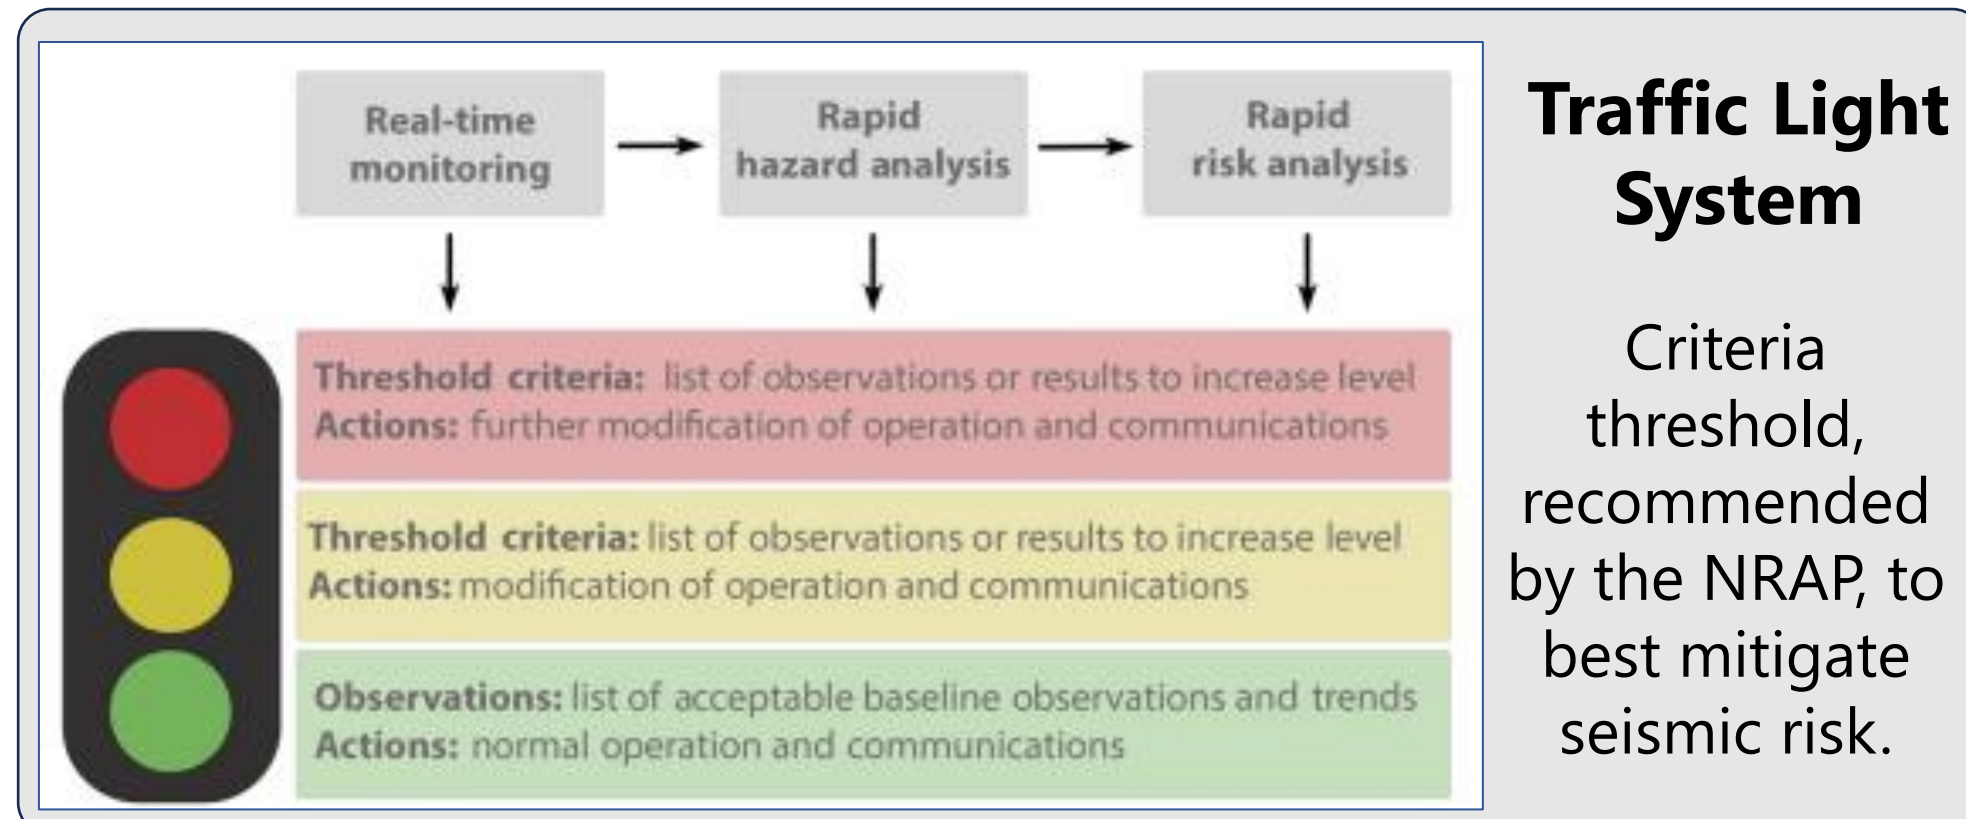 Real-time
monitoring
Rapid
hazard analysis
Rapid
risk analysis
Threshold criteria: list of observations or results to increase level
Actions: further modification of operation and communications
Threshold criteria: list of observations or results to increase level
Actions: modification of operation and communications
Observations: list of acceptable baseline observations and trends
Actions: normal operation and communications
Traffic Light
System
Criteria
threshold,
recommended
by the NRAP, to
best mitigate
seismic risk.